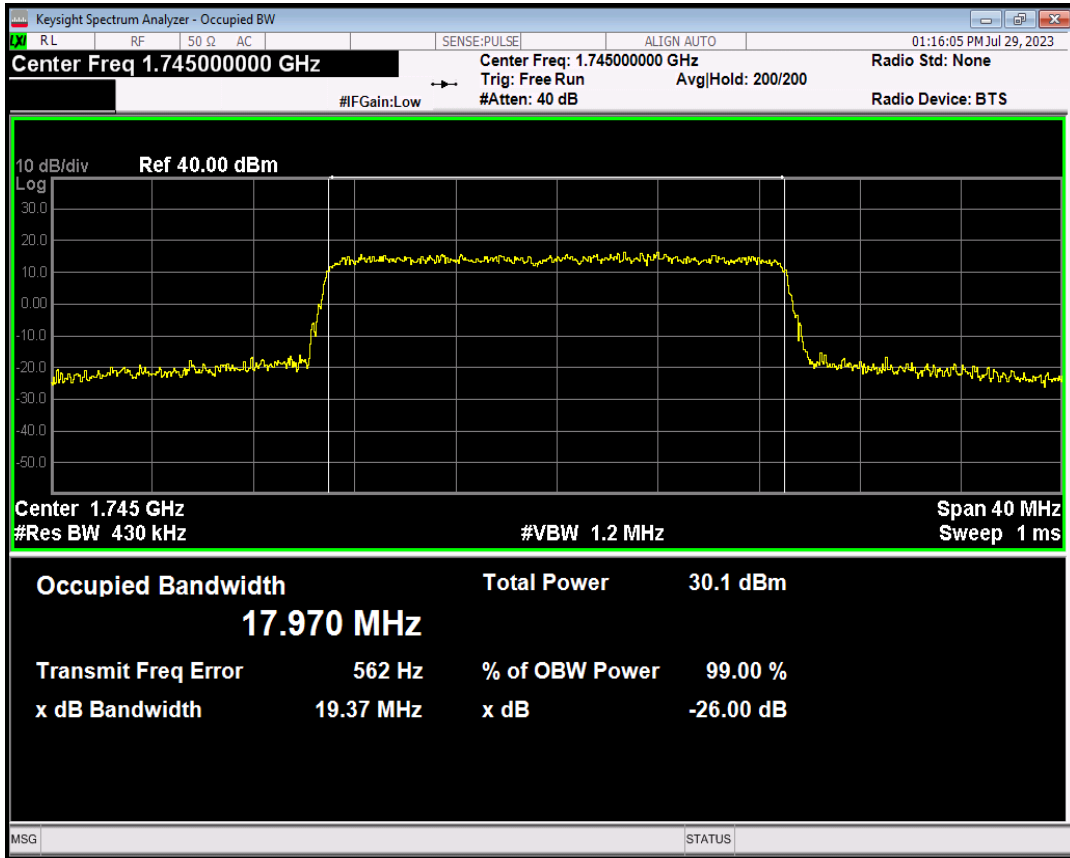 Keysight Spectrum Analyzer - Occupied BW
LXI RL RF 50 Ω AC SENSE:PULSE ALIGN AUTO 01:16:05 PM Jul 29, 2023
Center Freq 1.745000000 GHz Center Freq: 1.745000000 GHz Radio Std: None
Trig: Free Run Avg|Hold: 200/200
#IFGain:Low #Atten: 40 dB Radio Device: BTS
10 dB/div Ref 40.00 dBm
Log
30.0
20.0
10.0
0.00
-10.0
-20.0
-30.0
-40.0
-50.0
Center 1.745 GHz Span 40 MHz
#Res BW 430 kHz #VBW 1.2 MHz Sweep 1 ms
Occupied Bandwidth Total Power 30.1 dBm
17.970 MHz
Transmit Freq Error 562 Hz % of OBW Power 99.00 %
x dB Bandwidth 19.37 MHz x dB -26.00 dB
MSG STATUS